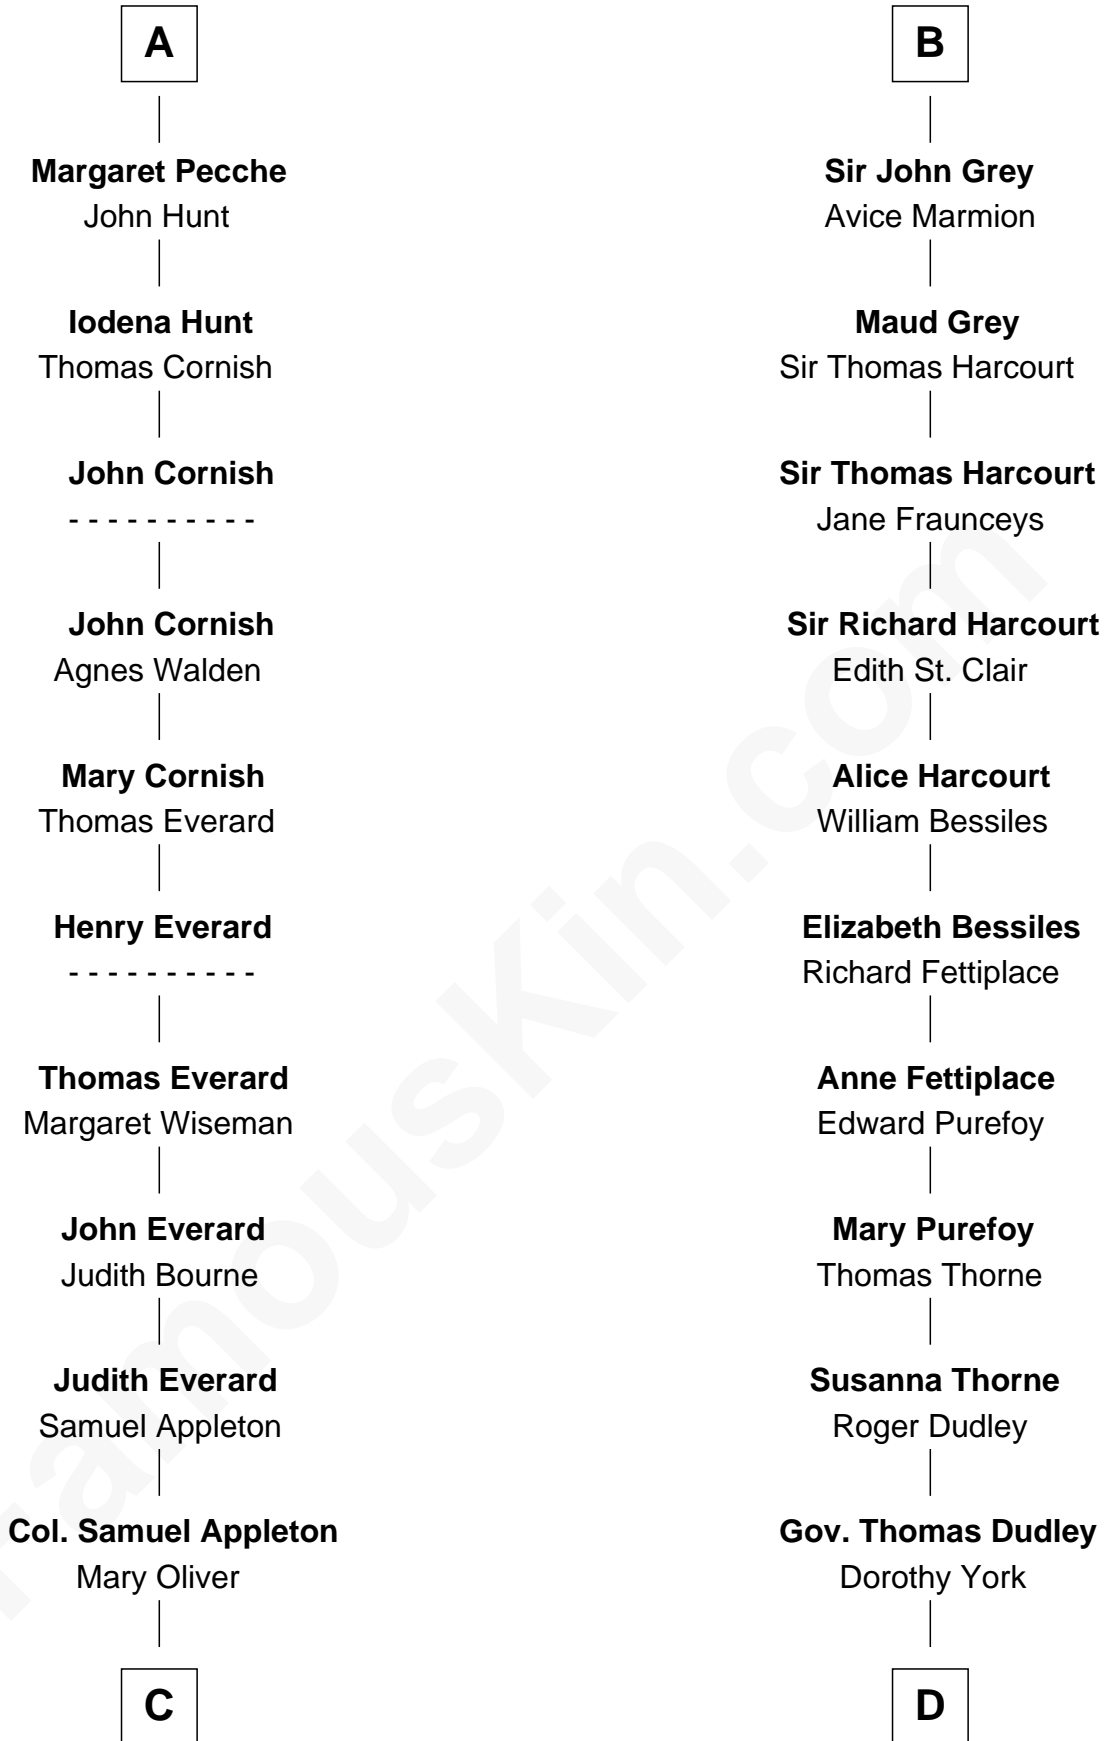 A
Margaret Pecche
John Hunt
Iodena Hunt
Thomas Cornish
John Cornish
- - - - - - - - - -
John Cornish
Agnes Walden
Mary Cornish
Thomas Everard
Henry Everard
- - - - - - - - - -
Thomas Everard
Margaret Wiseman
John Everard
Judith Bourne
Judith Everard
Samuel Appleton
Col. Samuel Appleton
Mary Oliver
C
B
Sir John Grey
Avice Marmion
Maud Grey
Sir Thomas Harcourt
Sir Thomas Harcourt
Jane Fraunceys
Sir Richard Harcourt
Edith St. Clair
Alice Harcourt
William Bessiles
Elizabeth Bessiles
Richard Fettiplace
Anne Fettiplace
Edward Purefoy
Mary Purefoy
Thomas Thorne
Susanna Thorne
Roger Dudley
Gov. Thomas Dudley
Dorothy York
D
FamousKin.com